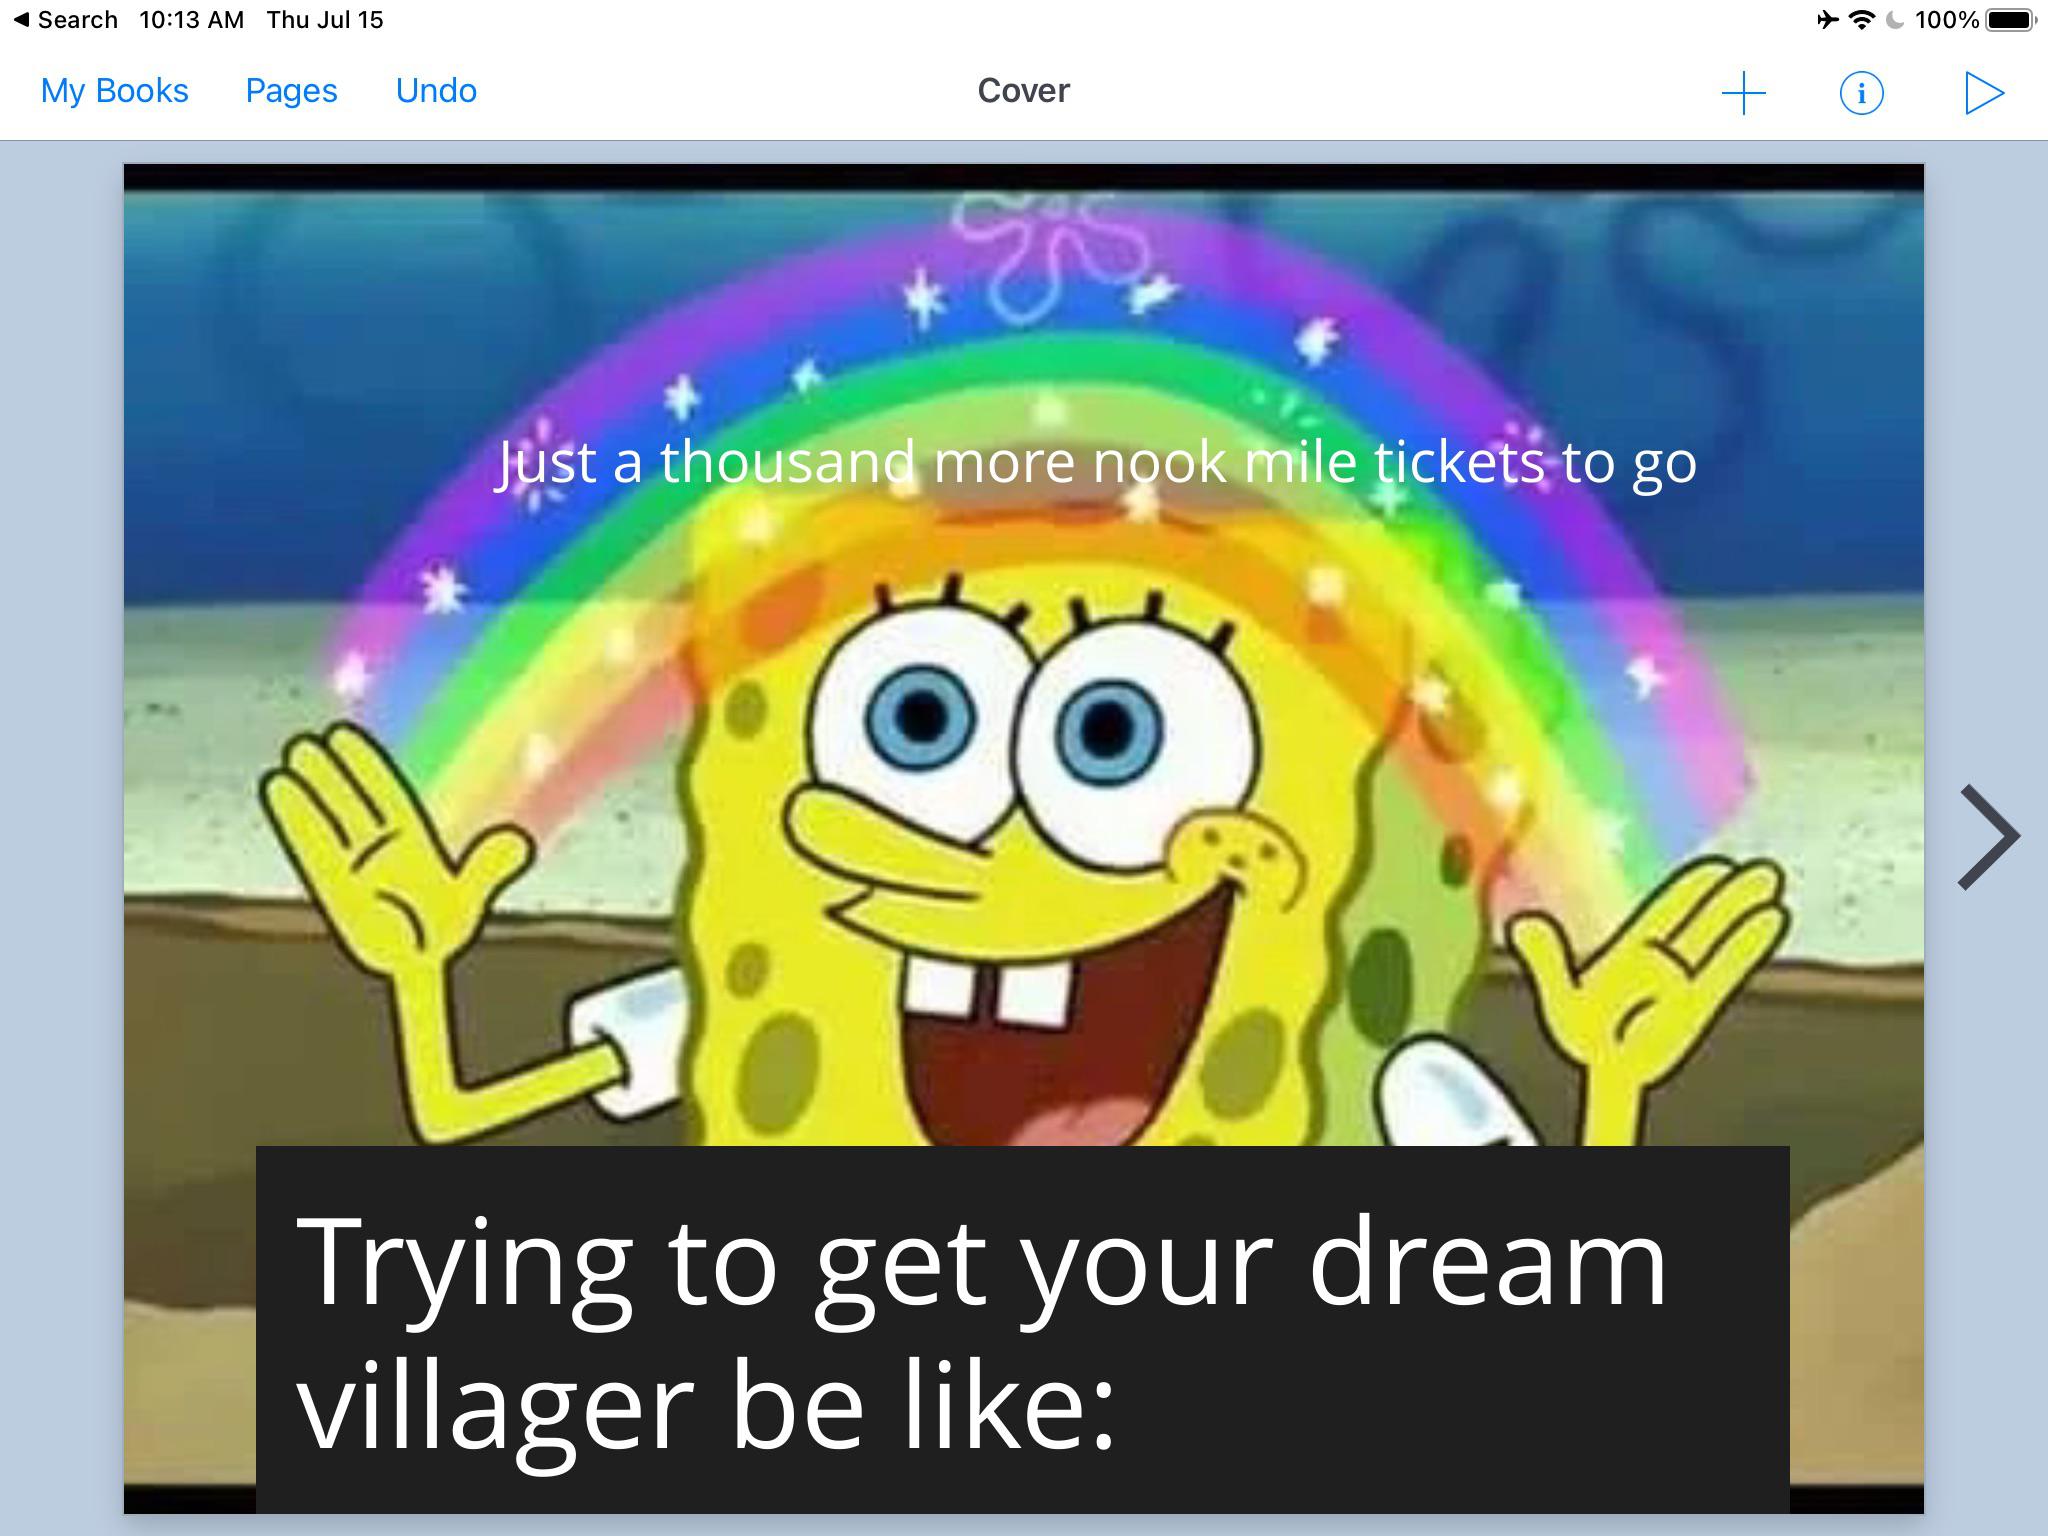 Search 10:13 AM Thu Jul 15 100%
My Books Pages Undo Cover i
Just a thousand more nook mile tickets to go
Trying to get your dream
villager be like: